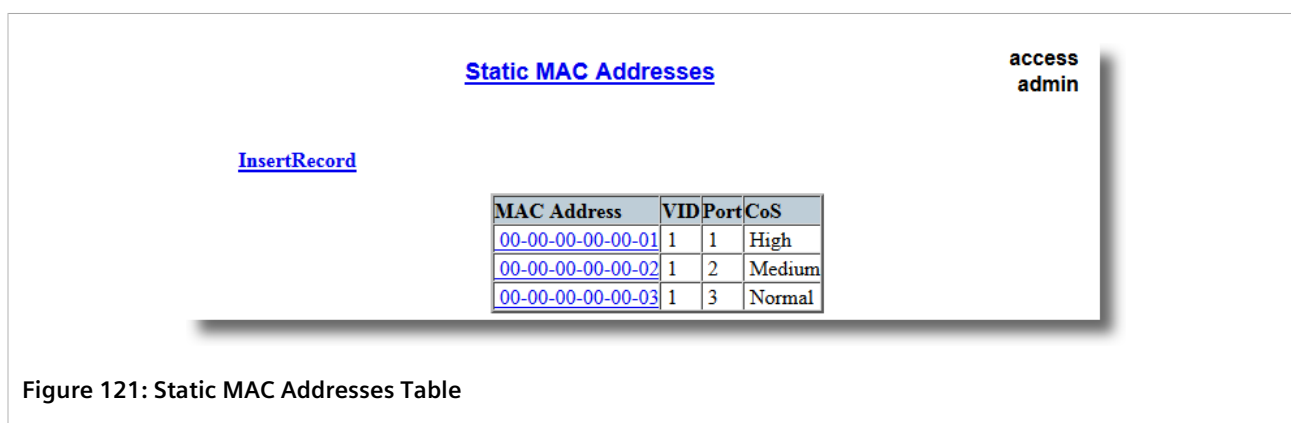 Static MAC Addresses
access
admin
InsertRecord
MAC Address VID Port CoS
00-00-00-00-00-01 1 1 High
00-00-00-00-00-02 1 2 Medium
00-00-00-00-00-03 1 3 Normal
Figure 121: Static MAC Addresses Table